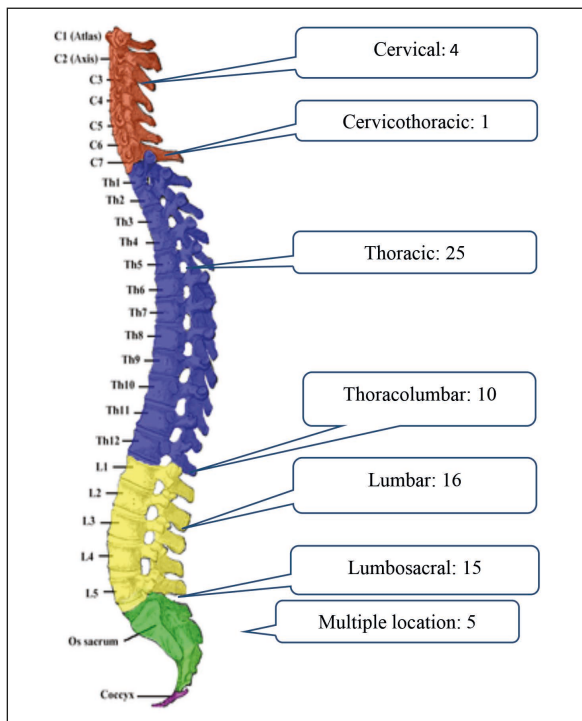 C1 (Atlas)
C2 (Axis)
C3
C4
C5
C6
C7
Th1
Th2
Th3
Th4
Th5
Th6
Th7
Th8
Th9
Th10
Th11
Th12
L1
L2
L3
L4
L5
Os sacrum
Coccyx
Cervical: 4
Cervicothoracic: 1
Thoracic: 25
Thoracolumbar: 10
Lumbar: 16
Lumbosacral: 15
Multiple location: 5